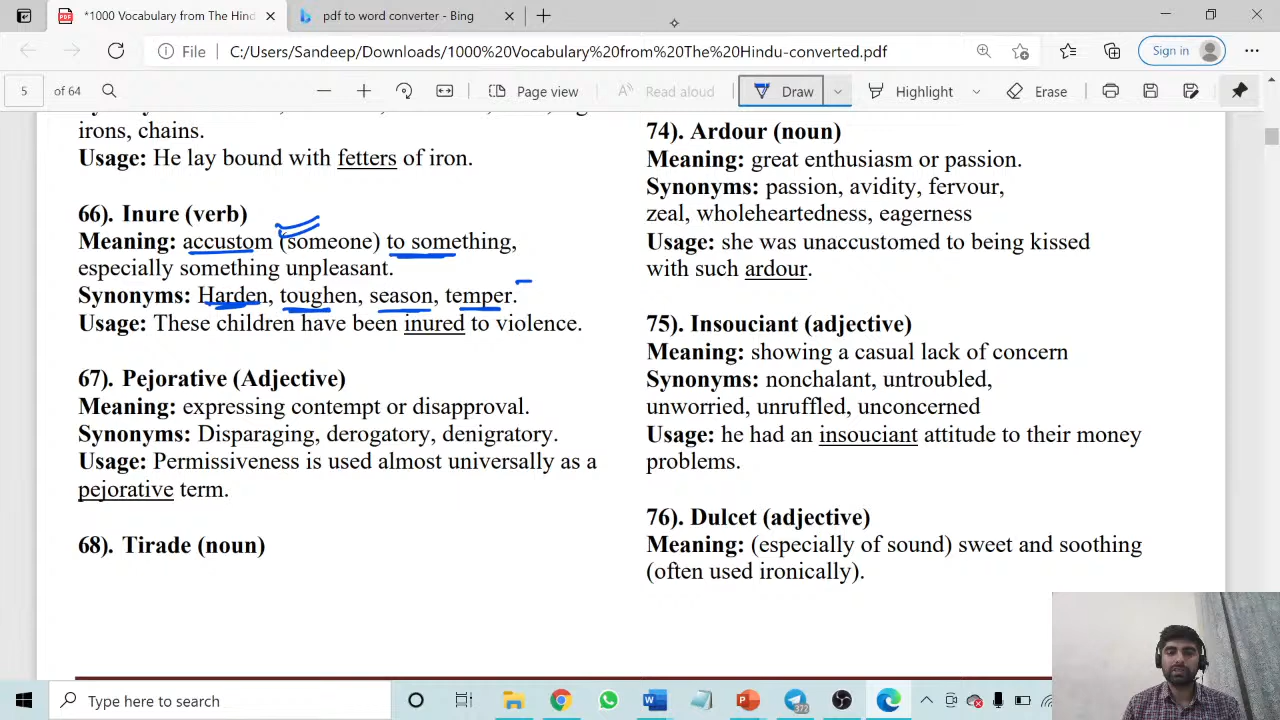 *1000 Vocabulary from The Hind
pdf to word converter - Bing
File
C:/Users/Sandeep/Downloads/1000%20Vocabulary%20from%20The%20Hindu-converted.pdf
Sign in
5
of 64
Page view
Read aloud
Draw
Highlight
Erase
irons, chains.
Usage: He lay bound with fetters of iron.
66). Inure (verb)
Meaning: accustom (someone) to something,
especially something unpleasant.
Synonyms: Harden, toughen, season, temper.
Usage: These children have been inured to violence.
67). Pejorative (Adjective)
Meaning: expressing contempt or disapproval.
Synonyms: Disparaging, derogatory, denigratory.
Usage: Permissiveness is used almost universally as a
pejorative term.
68). Tirade (noun)
74). Ardour (noun)
Meaning: great enthusiasm or passion.
Synonyms: passion, avidity, fervour,
zeal, wholeheartedness, eagerness
Usage: she was unaccustomed to being kissed
with such ardour.
75). Insouciant (adjective)
Meaning: showing a casual lack of concern
Synonyms: nonchalant, untroubled,
unworried, unruffled, unconcerned
Usage: he had an insouciant attitude to their money
problems.
76). Dulcet (adjective)
Meaning: (especially of sound) sweet and soothing
(often used ironically).
Type here to search